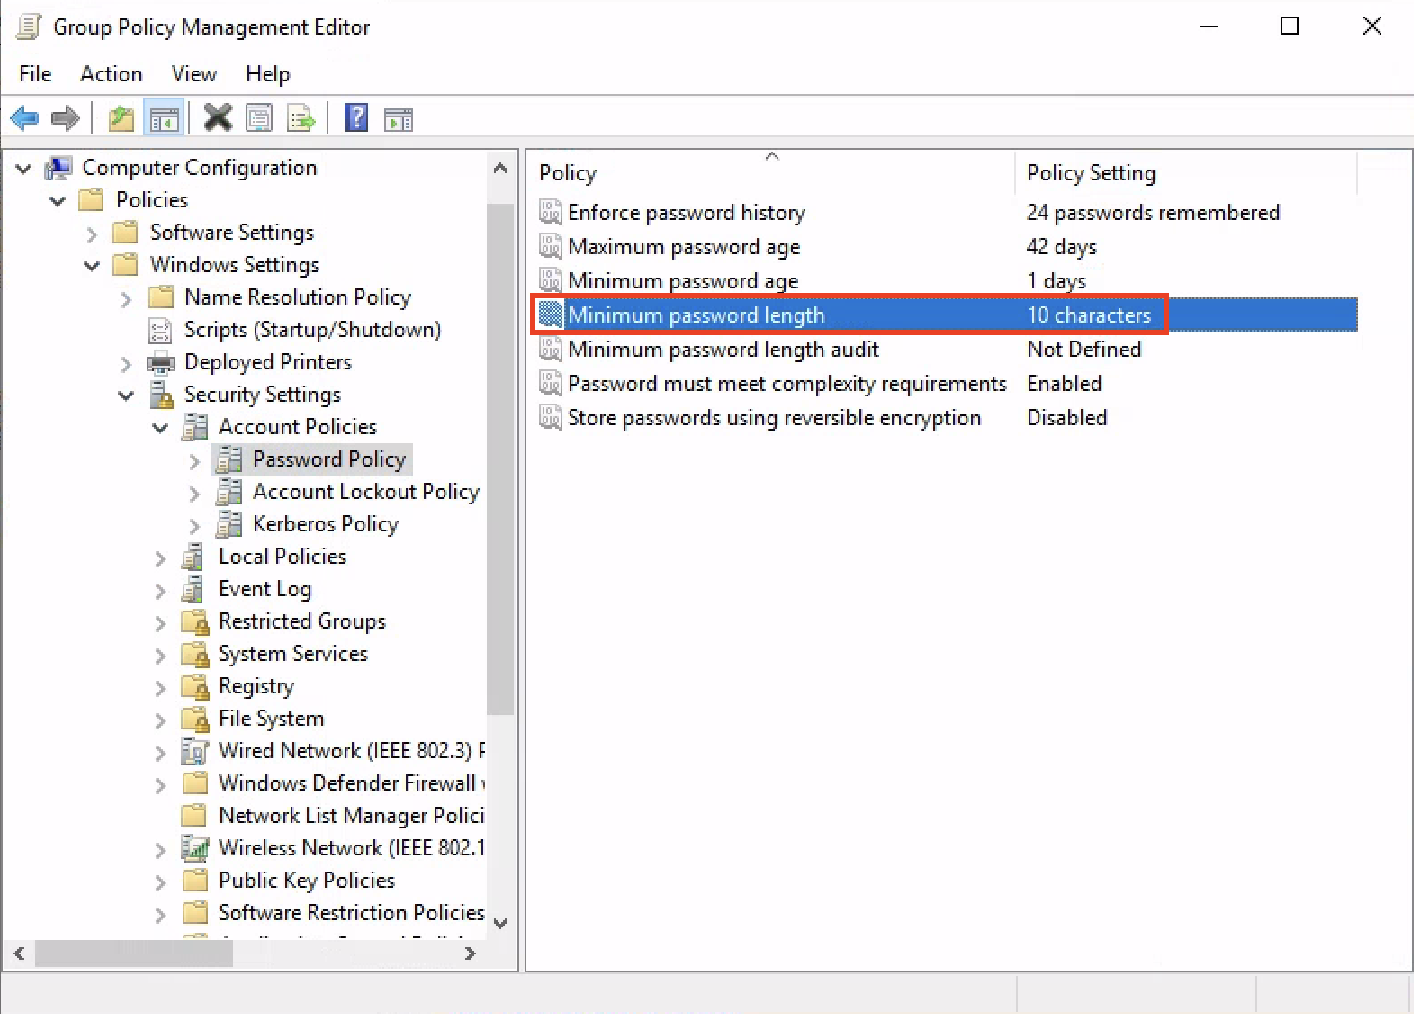 Group Policy Management Editor
File Action View Help
Computer Configuration
Policies
Software Settings
Windows Settings
Name Resolution Policy
Scripts (Startup/Shutdown)
Deployed Printers
Security Settings
Account Policies
Password Policy
Account Lockout Policy
Kerberos Policy
Local Policies
Event Log
Restricted Groups
System Services
Registry
File System
Wired Network (IEEE 802.3) P
Windows Defender Firewall
Network List Manager Polici
Wireless Network (IEEE 802.1
Public Key Policies
Software Restriction Policies
Policy Policy Setting
Enforce password history 24 passwords remembered
Maximum password age 42 days
Minimum password age 1 days
Minimum password length 10 characters
Minimum password length audit Not Defined
Password must meet complexity requirements Enabled
Store passwords using reversible encryption Disabled